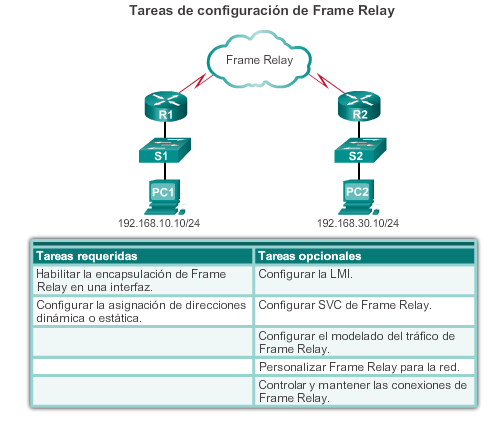 Tareas de configuración de Frame Relay
Frame Relay
R1
R2
S1
S2
PC1
PC2
192.168.10.10/24
192.168.30.10/24
Tareas requeridas
Tareas opcionales
Habilitar la encapsulación de Frame
Relay en una interfaz.
Configurar la LMI.
Configurar la asignación de direcciones
dinámica o estática.
Configurar SVC de Frame Relay.
Configurar el modelado del tráfico de
Frame Relay.
Personalizar Frame Relay para la red.
Controlar y mantener las conexiones de
Frame Relay.